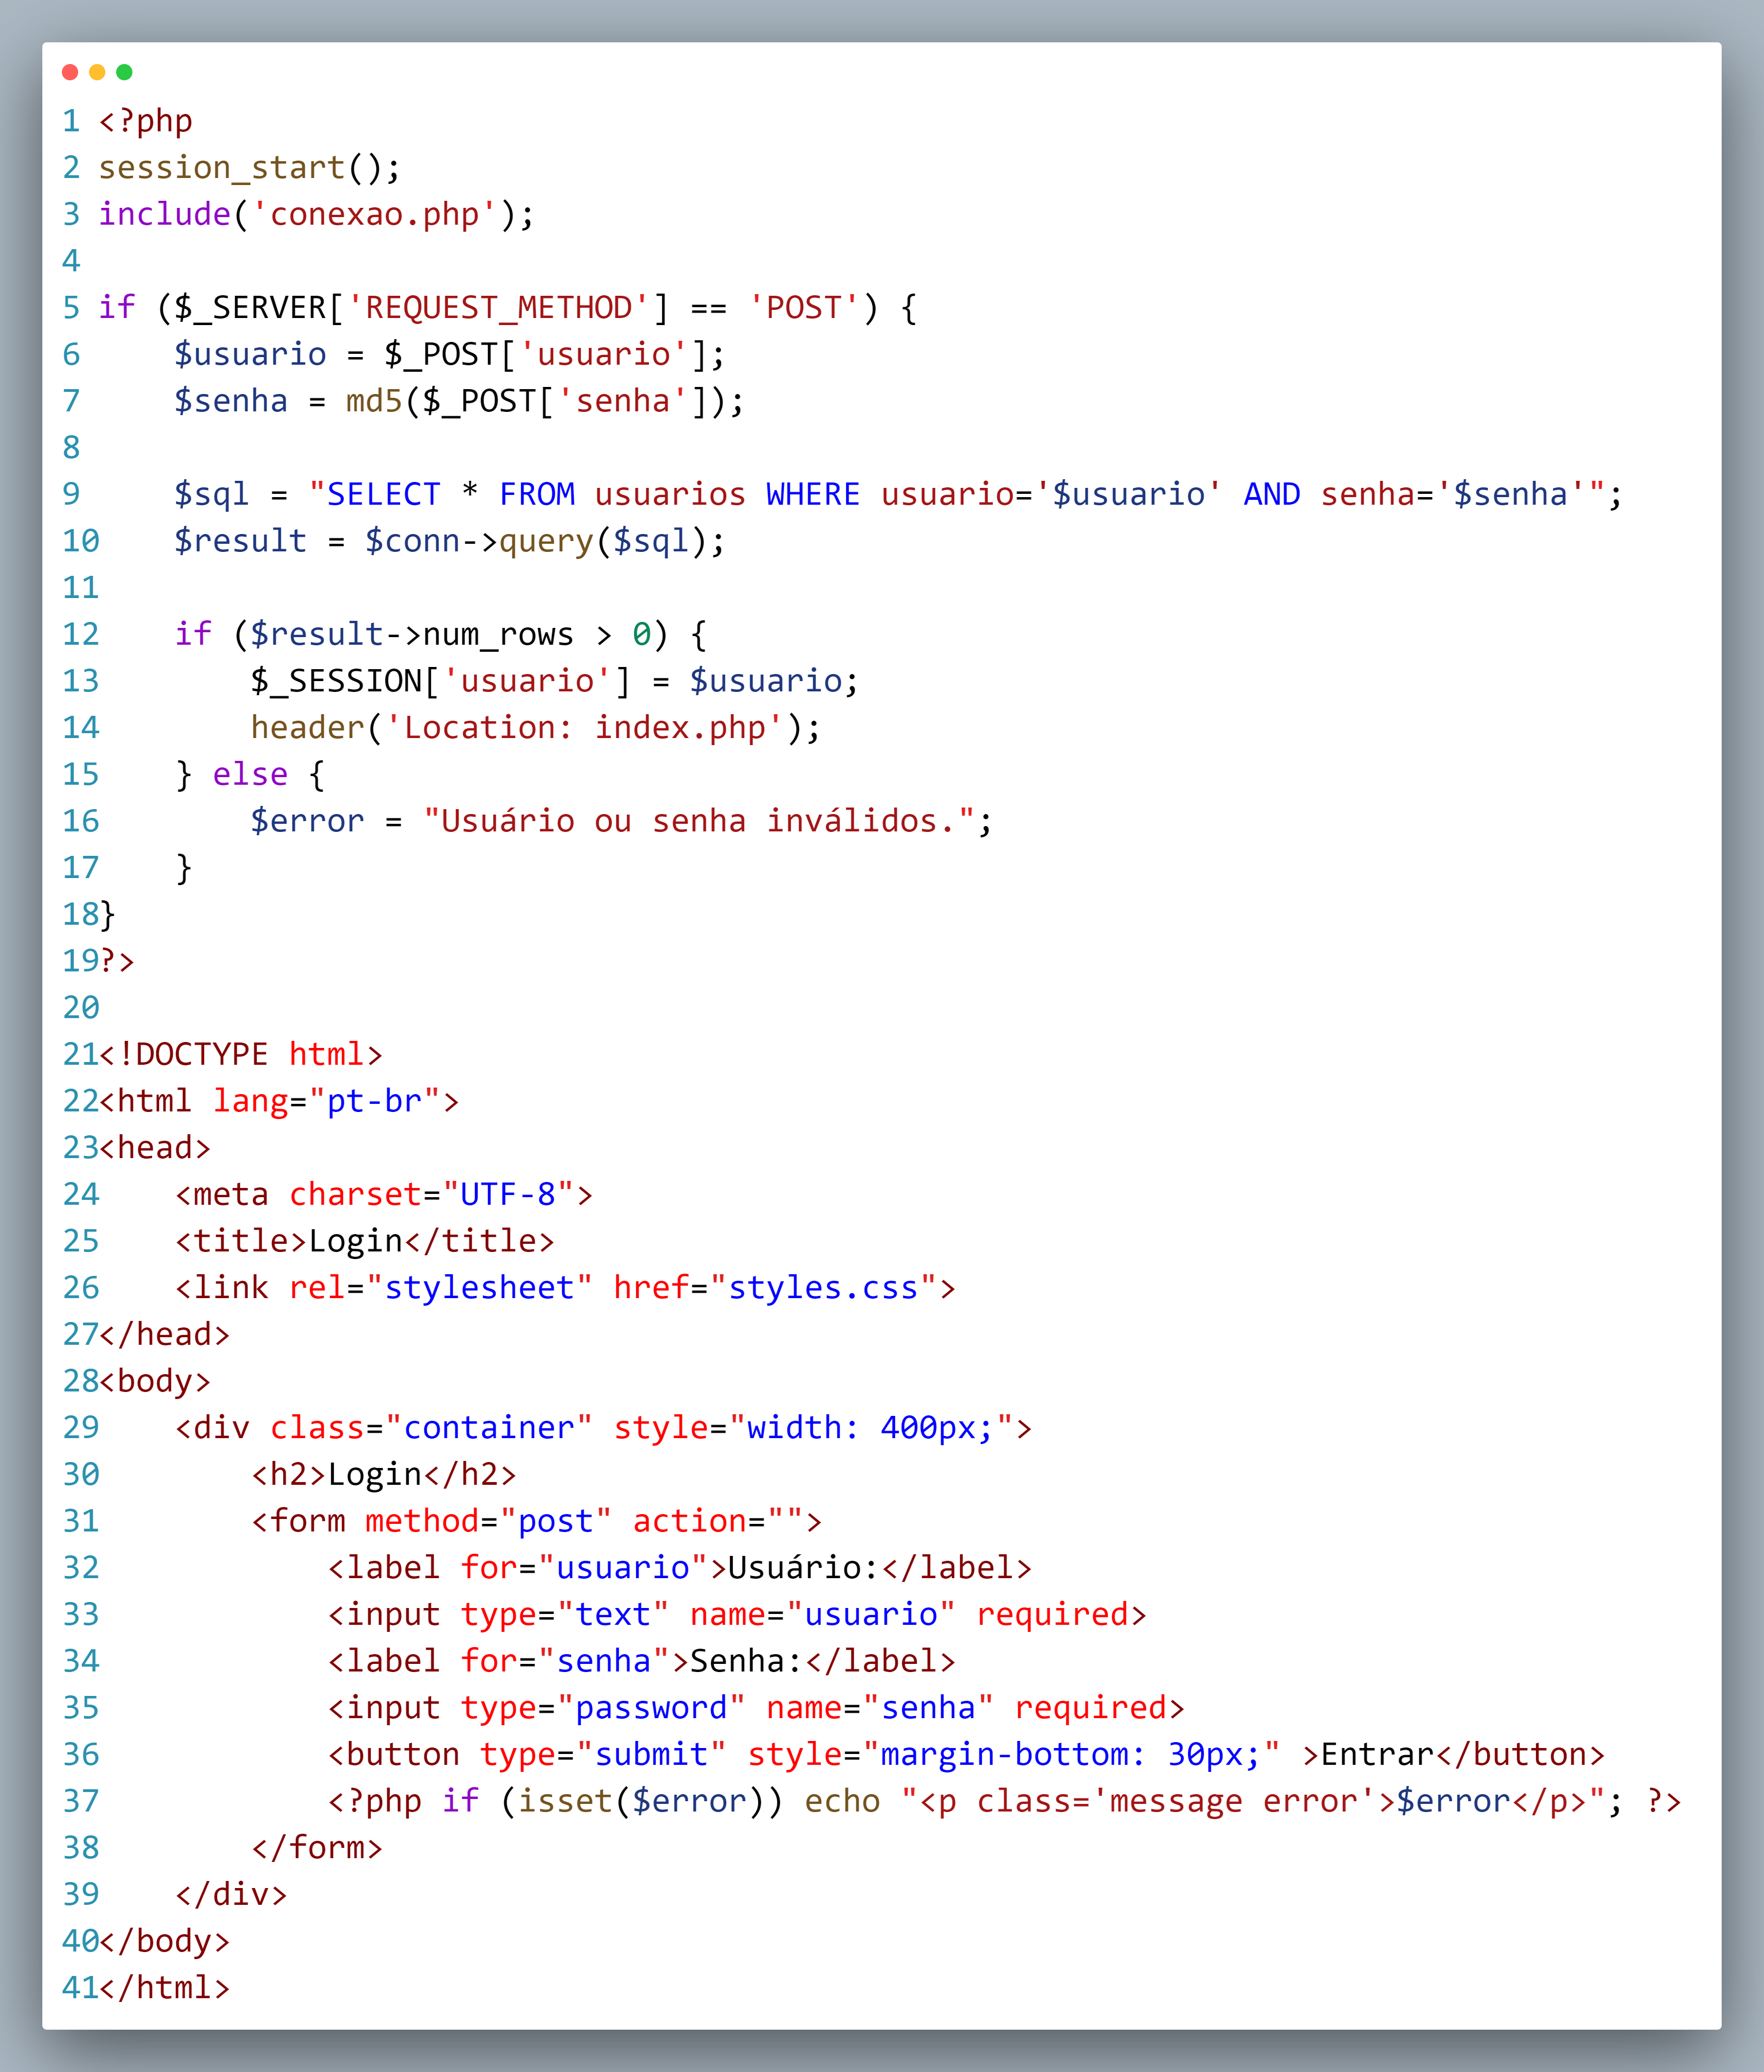 1 <?php
2 session_start();
3 include('conexao.php');
4
5 if ($_SERVER['REQUEST_METHOD'] == 'POST') {
6     $usuario = $_POST['usuario'];
7     $senha = md5($_POST['senha']);
8
9     $sql = "SELECT * FROM usuarios WHERE usuario='$usuario' AND senha='$senha'";
10    $result = $conn->query($sql);
11
12    if ($result->num_rows > 0) {
13        $_SESSION['usuario'] = $usuario;
14        header('Location: index.php');
15    } else {
16        $error = "Usuário ou senha inválidos.";
17    }
18}
19?>
20
21<!DOCTYPE html>
22<html lang="pt-br">
23<head>
24    <meta charset="UTF-8">
25    <title>Login</title>
26    <link rel="stylesheet" href="styles.css">
27</head>
28<body>
29    <div class="container" style="width: 400px;">
30        <h2>Login</h2>
31        <form method="post" action="">
32            <label for="usuario">Usuário:</label>
33            <input type="text" name="usuario" required>
34            <label for="senha">Senha:</label>
35            <input type="password" name="senha" required>
36            <button type="submit" style="margin-bottom: 30px;" >Entrar</button>
37            <?php if (isset($error)) echo "<p class='message error'>$error</p>"; ?>
38        </form>
39    </div>
40</body>
41</html>